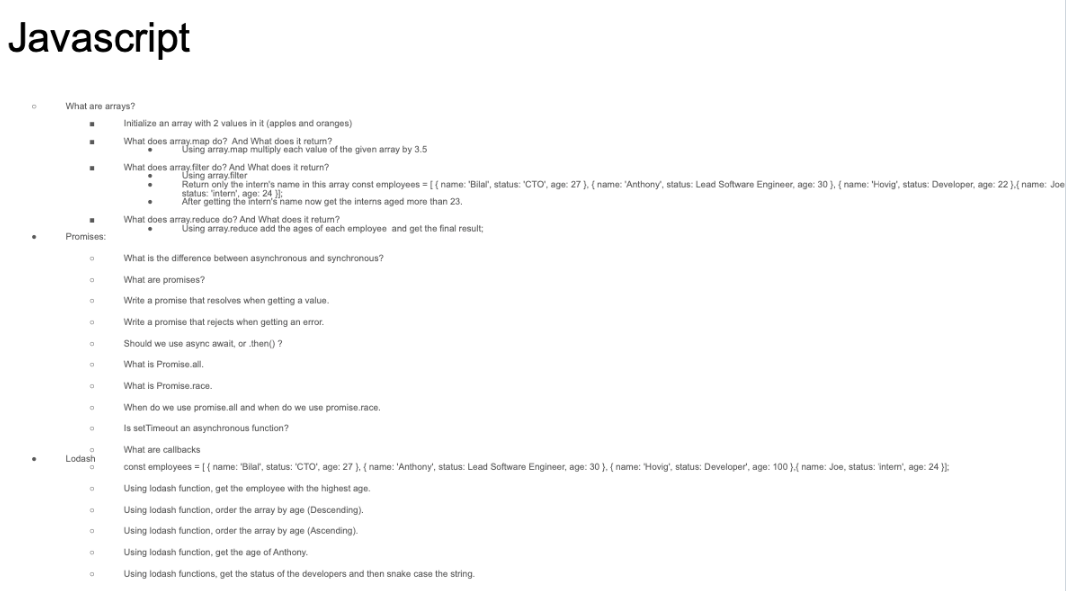 Javascript
What are arrays?
Initialize an array with 2 values in it (apples and oranges)
What does array.map do?  And What does it return?
Using array.map multiply each value of the given array by 3.5
What does array.filter do? And What does it return?
Using array.filter
Return only the intern's name in this array const employees = [ { name: 'Bilal', status: 'CTO', age: 27 }, { name: 'Anthony', status: Lead Software Engineer, age: 30 }, { name: 'Hovig', status: Developer, age: 22 },{ name: Joe
status: 'intern', age: 24 }];
After getting the intern's name now get the interns aged more than 23.
What does array.reduce do? And What does it return?
Using array.reduce add the ages of each employee  and get the final result;
Promises:
What is the difference between asynchronous and synchronous?
What are promises?
Write a promise that resolves when getting a value.
Write a promise that rejects when getting an error.
Should we use async await, or .then() ?
What is Promise.all.
What is Promise.race.
When do we use promise.all and when do we use promise.race.
Is setTimeout an asynchronous function?
What are callbacks
Lodash
const employees = [ { name: 'Bilal', status: 'CTO', age: 27 }, { name: 'Anthony', status: Lead Software Engineer, age: 30 }, { name: 'Hovig', status: Developer', age: 100 },{ name: Joe, status: 'intern', age: 24 }];
Using lodash function, get the employee with the highest age.
Using lodash function, order the array by age (Descending).
Using lodash function, order the array by age (Ascending).
Using lodash function, get the age of Anthony.
Using lodash functions, get the status of the developers and then snake case the string.